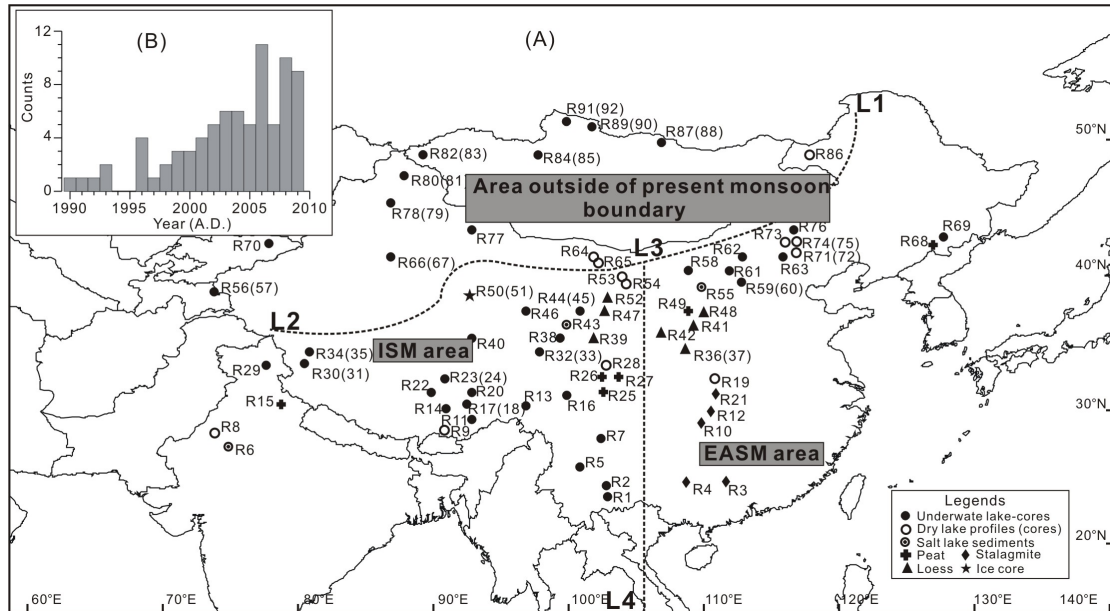 (B)
12
8
4
0
Counts
1990
1995
2000
2005
2010
Year (A.D.)
(A)
L1
50°N
R91(92)
R89(90)
R87(88)
R86
R82(83)
R84(85)
R80(81)
Area outside of present monsoon
boundary
R78(79)
R77
R76
R73
R74(75)
R71(72)
R69
R68
R70
R66(67)
R64
R65
L3
R62
R63
R58
R61
R59(60)
40°N
R56(57)
R53
R54
R55
R50(51)
R52
R44(45)
R46
R47
R49
R48
R43
R41
L2
R42
R38
R39
R40
R36(37)
ISM area
R34(35)
R32(33)
R30(31)
R29
R28
R26
R27
R23(24)
R22
R20
R25
R19
R21
R15
R14
R17(18)
R13
R16
R12
R11
R10
30°N
R9
R8
R6
R7
EASM area
R5
R2
R1
R4
R3
Legends
Underwate lake-cores
Dry lake profiles (cores)
Salt lake sediments
Peat
Stalagmite
Loess
Ice core
20°N
L4
60°E
70°E
80°E
90°E
100°E
110°E
120°E
130°E
140°E